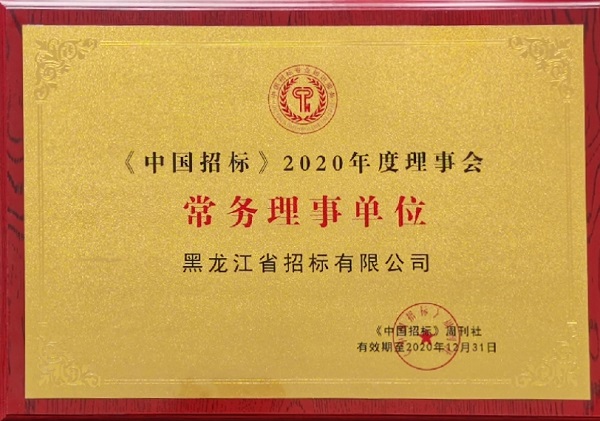 《中国招标》2020年度理事会
常务理事单位
黑龙江省招标有限公司
《中国招标》周刊社
有效期至2020年12月31日